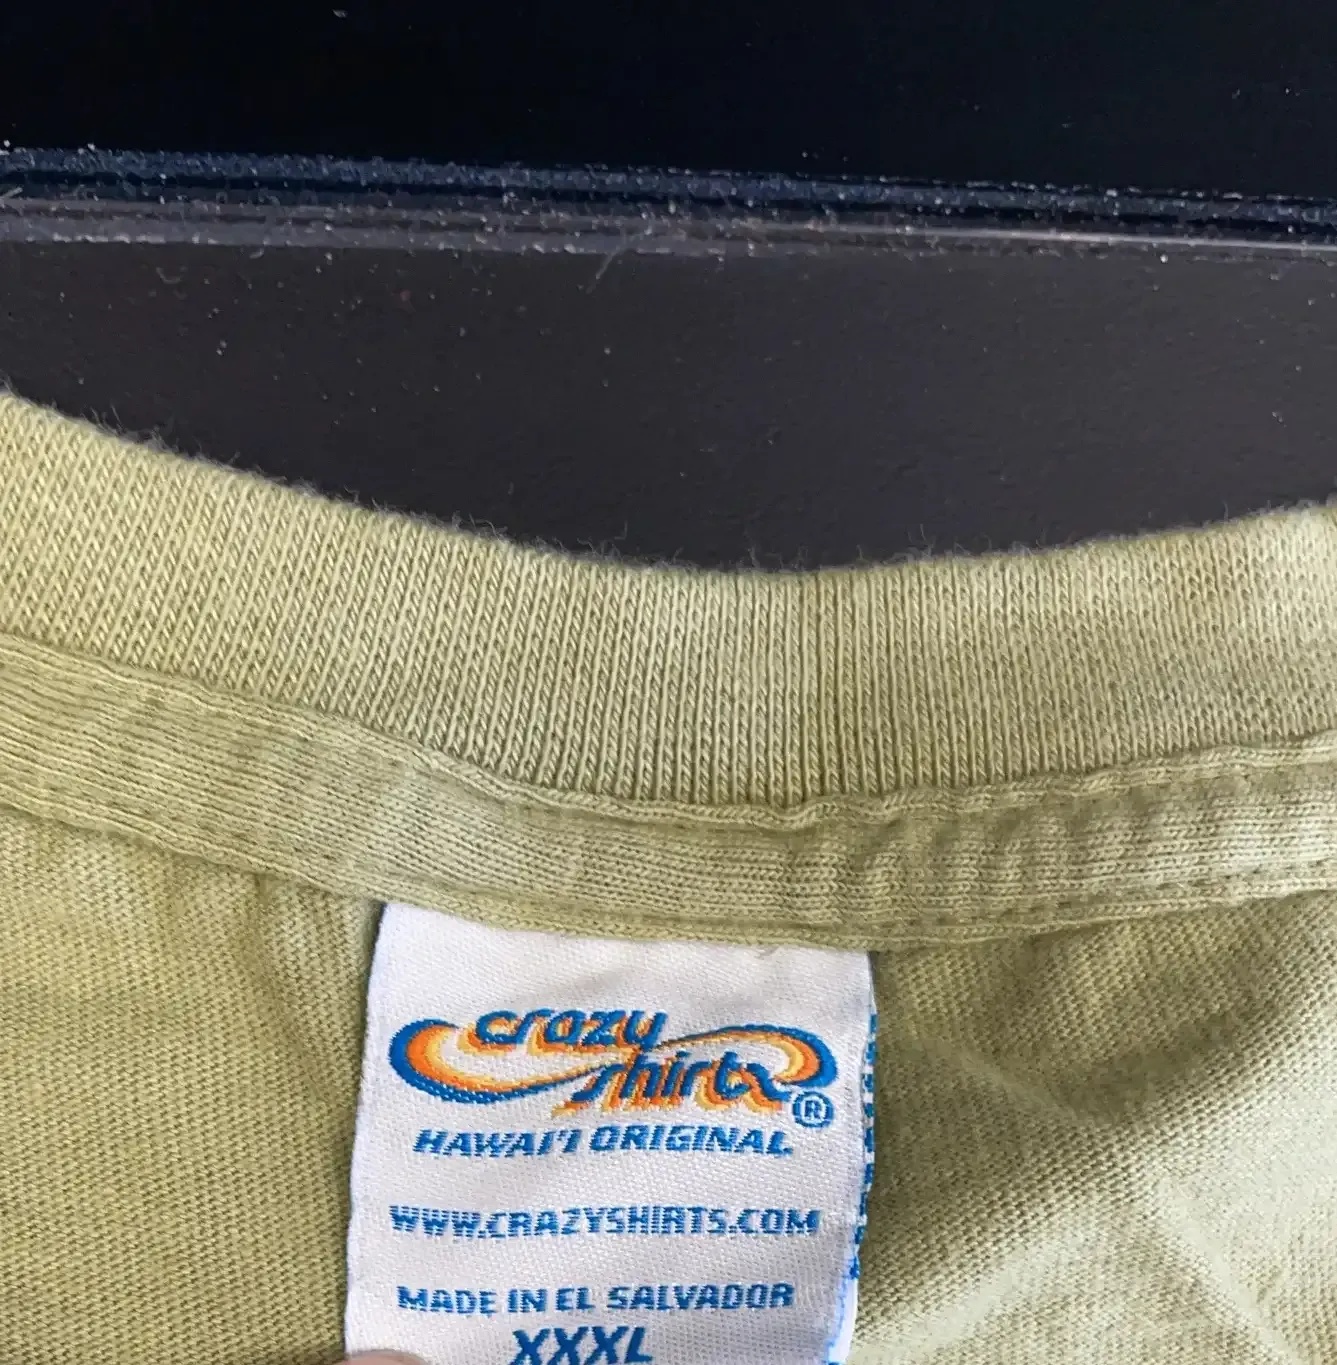 crazy
shirts®
HAWAI'I ORIGINAL
WWW.CRAZYSHIRTS.COM
MADE IN EL SALVADOR
XXXL